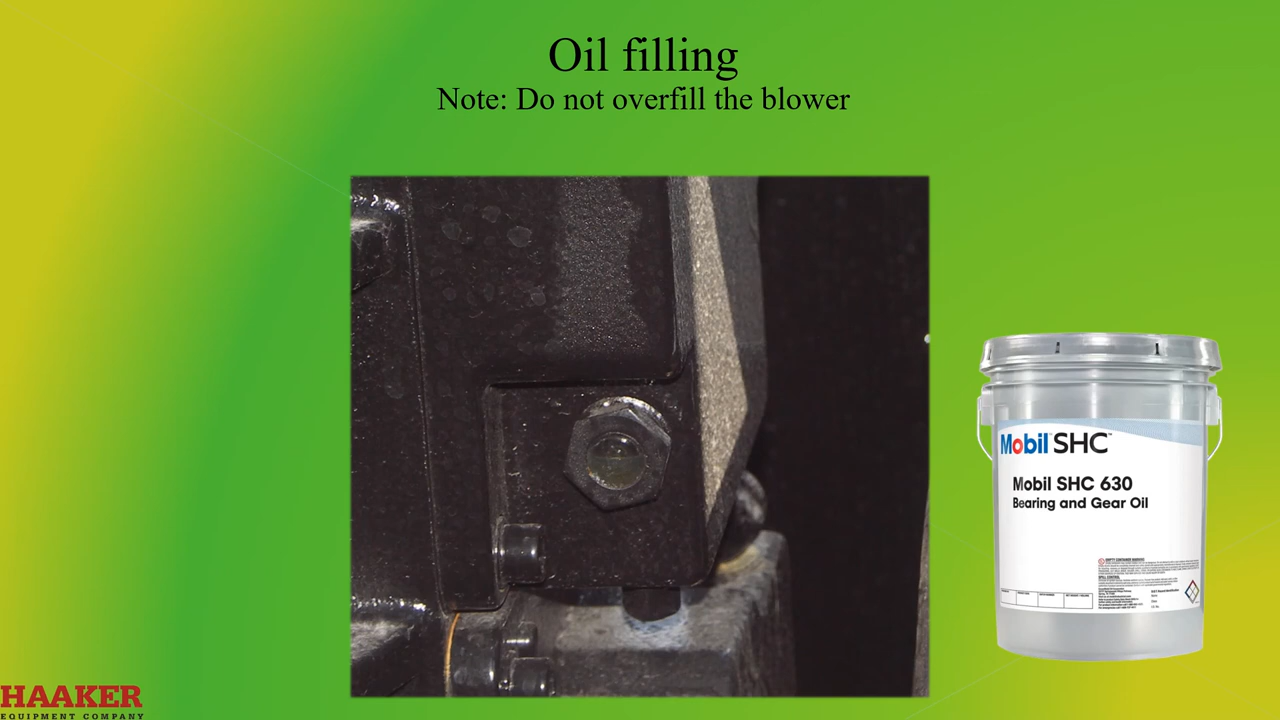 Oil filling
Note: Do not overfill the blower
Mobil SHC™
Mobil SHC 630
Bearing and Gear Oil
HAAKER
EQUIPMENT COMPANY